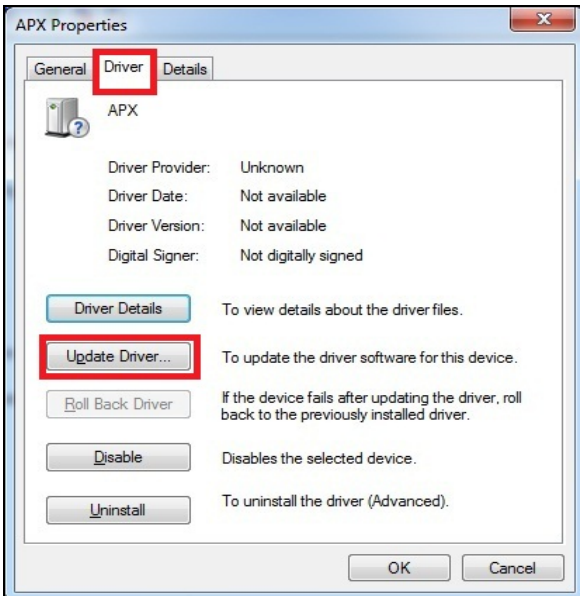 APX Properties
General Driver Details
APX
Driver Provider: Unknown
Driver Date: Not available
Driver Version: Not available
Digital Signer: Not digitally signed
Driver Details To view details about the driver files.
Update Driver... To update the driver software for this device.
Roll Back Driver If the device fails after updating the driver, roll
back to the previously installed driver.
Disable Disables the selected device.
Uninstall To uninstall the driver (Advanced).
OK Cancel